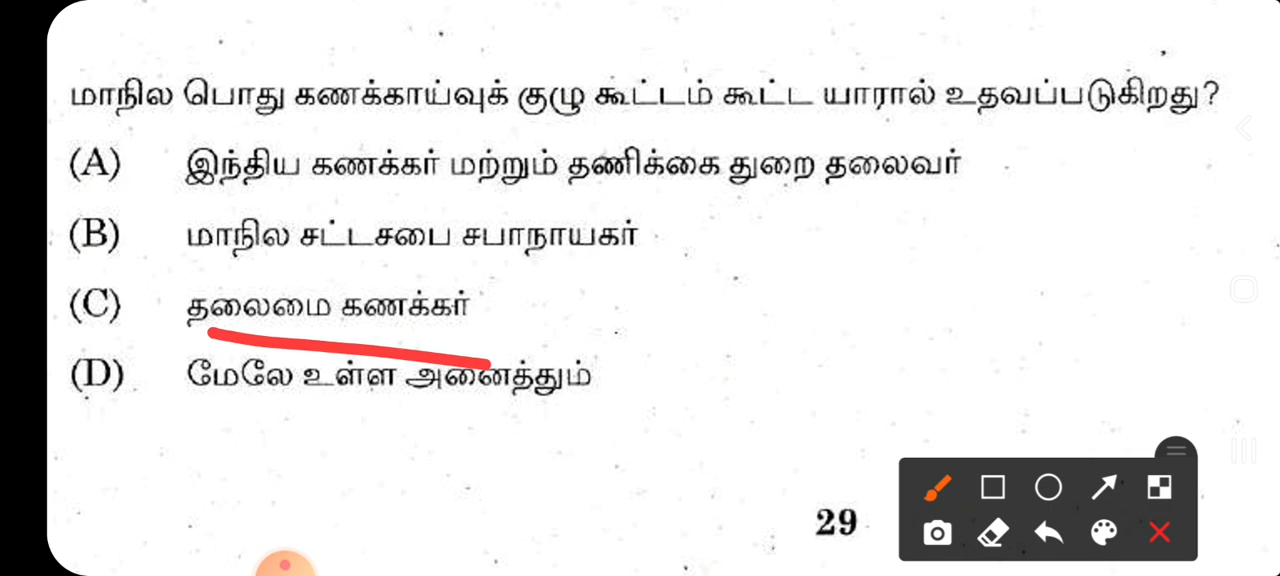 மாநில பொது கணக்காய்வுக் குழு கூட்டம் கூட்ட யாரால் உதவப்படுகிறது?
(A) இந்திய கணக்கர் மற்றும் தணிக்கை துறை தலைவர்
(B) மாநில சட்டசபை சபாநாயகர்
(C) தலைமை கணக்கர்
(D) மேலே உள்ள அனைத்தும்
29